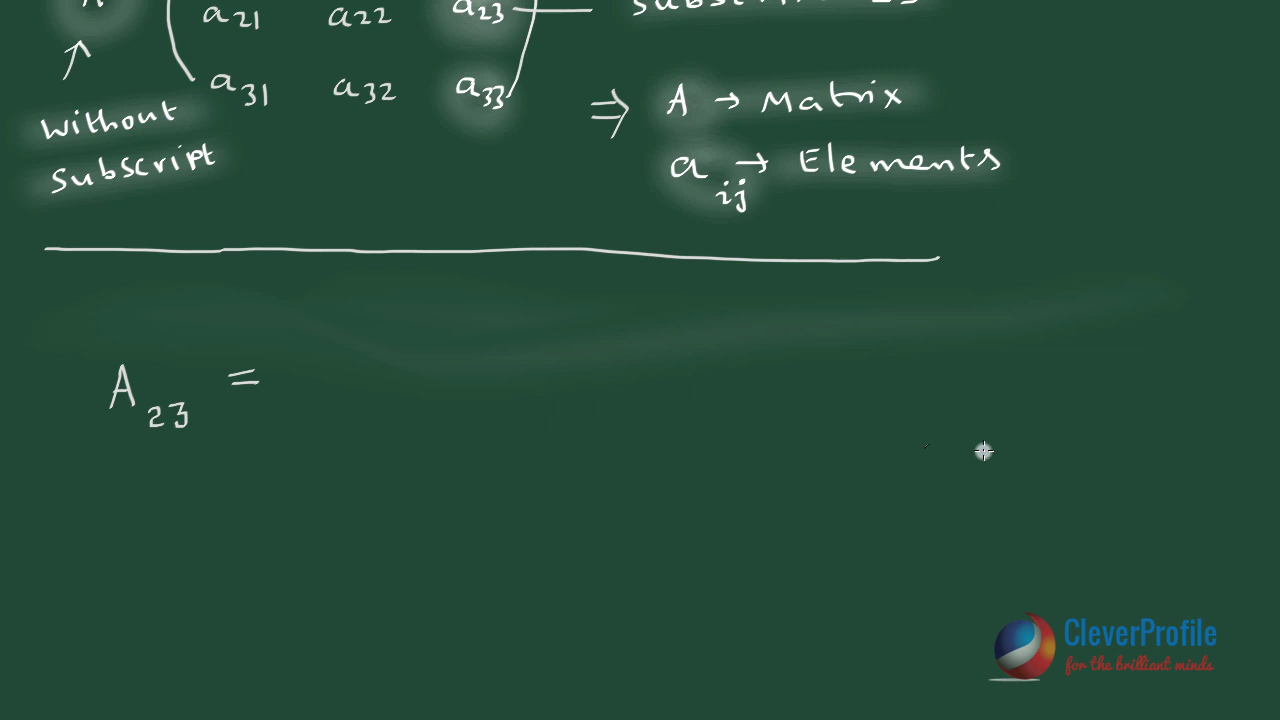 a21 a22 a23
a31 a32 a33
Without
Subscript
⇒ A → Matrix
aij → Elements
A23 =
CleverProfile
for the brilliant minds